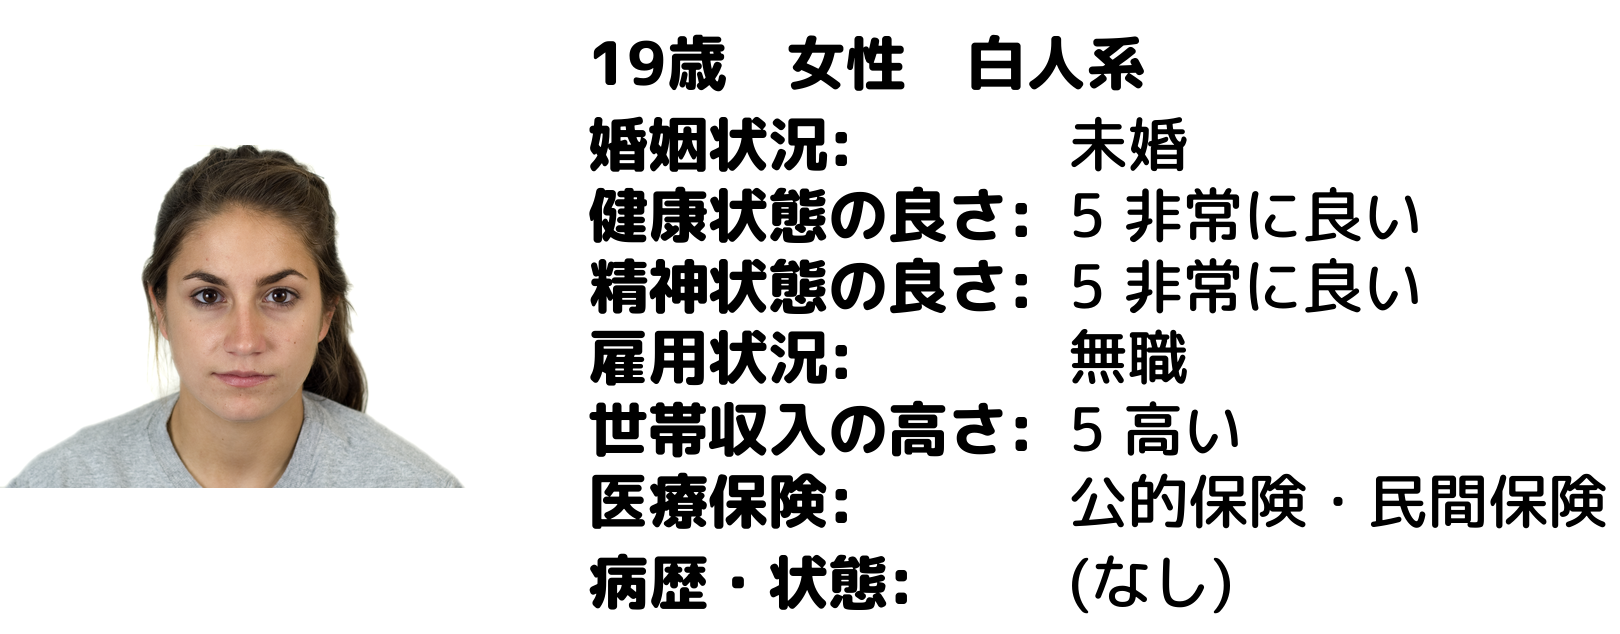 19歳　女性　白人系
婚姻状況: 未婚
健康状態の良さ: 5 非常に良い
精神状態の良さ: 5 非常に良い
雇用状況: 無職
世帯収入の高さ: 5 高い
医療保険: 公的保険・民間保険
病歴・状態: (なし)